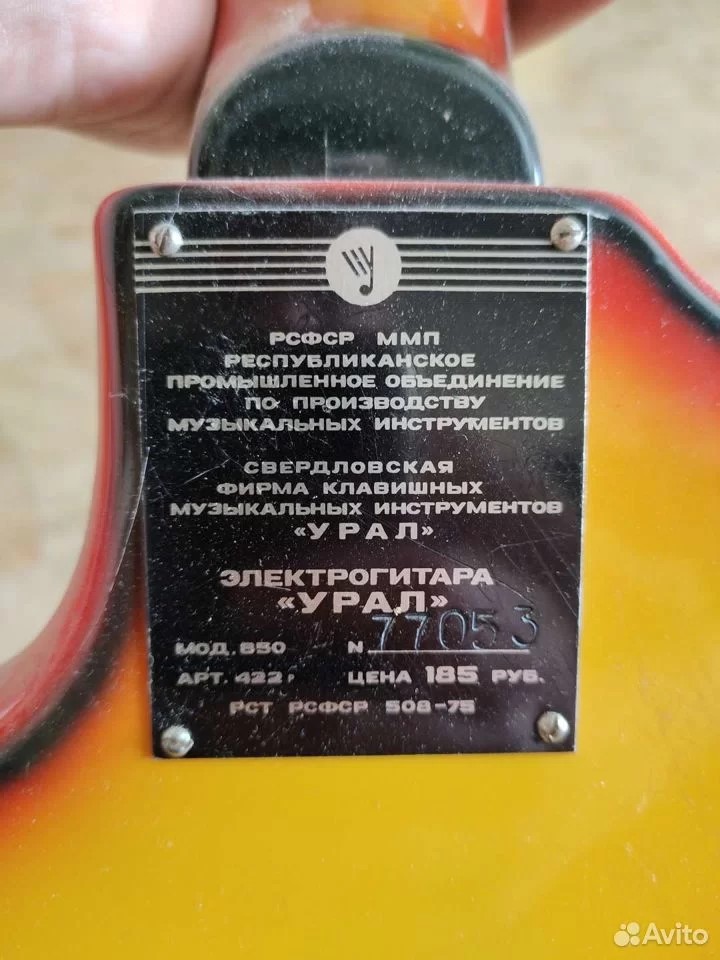 РСФСР ММП
РЕСПУБЛИКАНСКОЕ
ПРОМЫШЛЕННОЕ ОБЪЕДИНЕНИЕ
ПО ПРОИЗВОДСТВУ
МУЗЫКАЛЬНЫХ ИНСТРУМЕНТОВ
СВЕРДЛОВСКАЯ
ФИРМА КЛАВИШНЫХ
МУЗЫКАЛЬНЫХ ИНСТРУМЕНТОВ
«УРАЛ»
ЭЛЕКТРОГИТАРА
«УРАЛ»
МОД. 650 N 77053
АРТ. 422г ЦЕНА 185 РУБ.
РСТ РСФСР 508-75
Avito